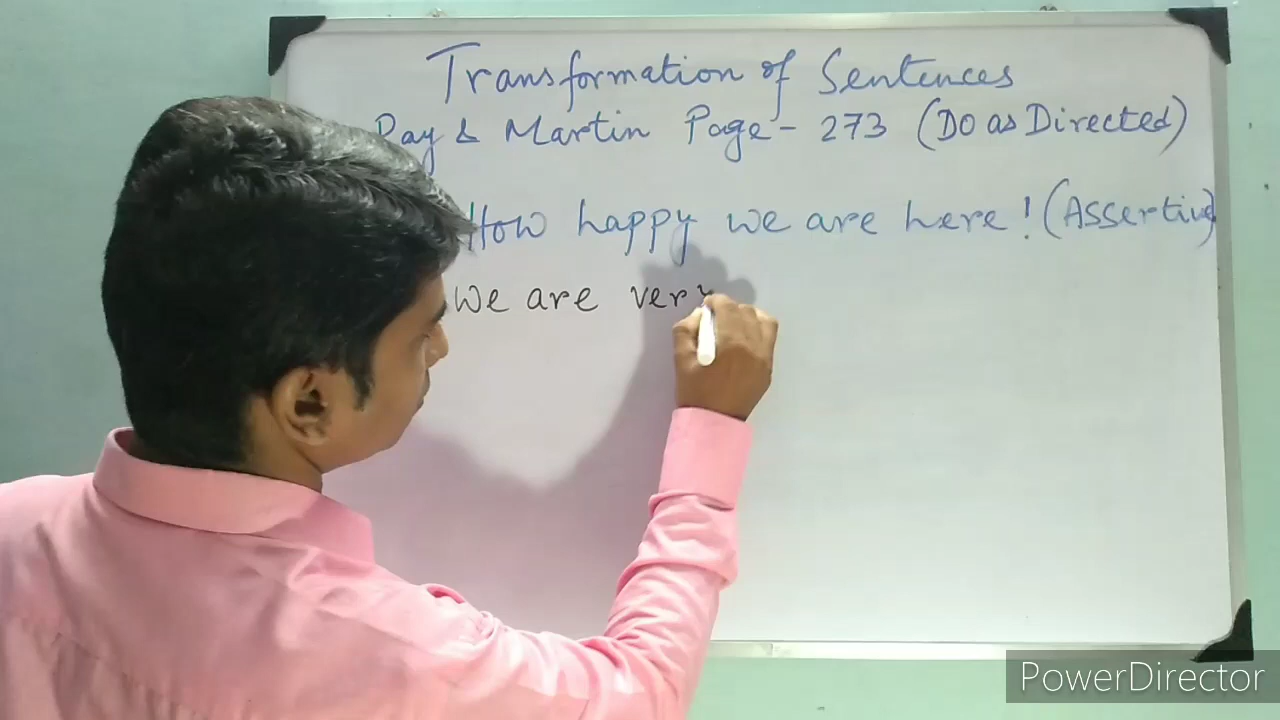 Transformation of Sentences
Ray & Martin Page - 273 (Do as Directed)
How happy we are here! (Assertive)
We are very
PowerDirector